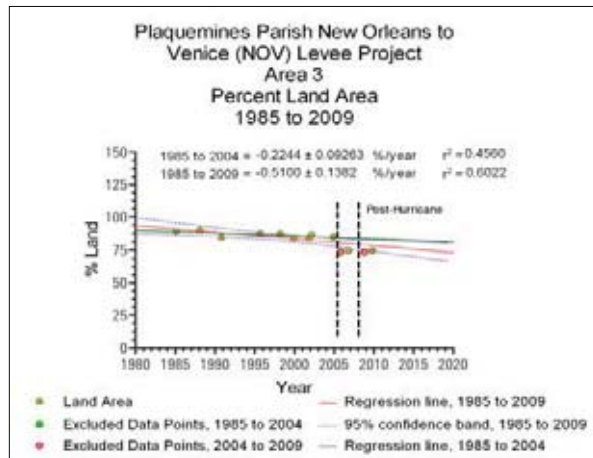 Plaquemines Parish New Orleans to
Venice (NOV) Levee Project
Area 3
Percent Land Area
1985 to 2009
1985 to 2004 = -0.2244 ± 0.09263 %/year r² = 0.4560
1985 to 2009 = -0.5100 ± 0.1382 %/year r² = 0.6022
Post-Hurricane
% Land
150
100
75
50
25
0
1980 1985 1990 1995 2000 2005 2010 2015 2020
Year
Land Area
Excluded Data Points, 1985 to 2004
Excluded Data Points, 2004 to 2009
Regression line, 1985 to 2009
95% confidence band, 1985 to 2009
Regression line, 1985 to 2004